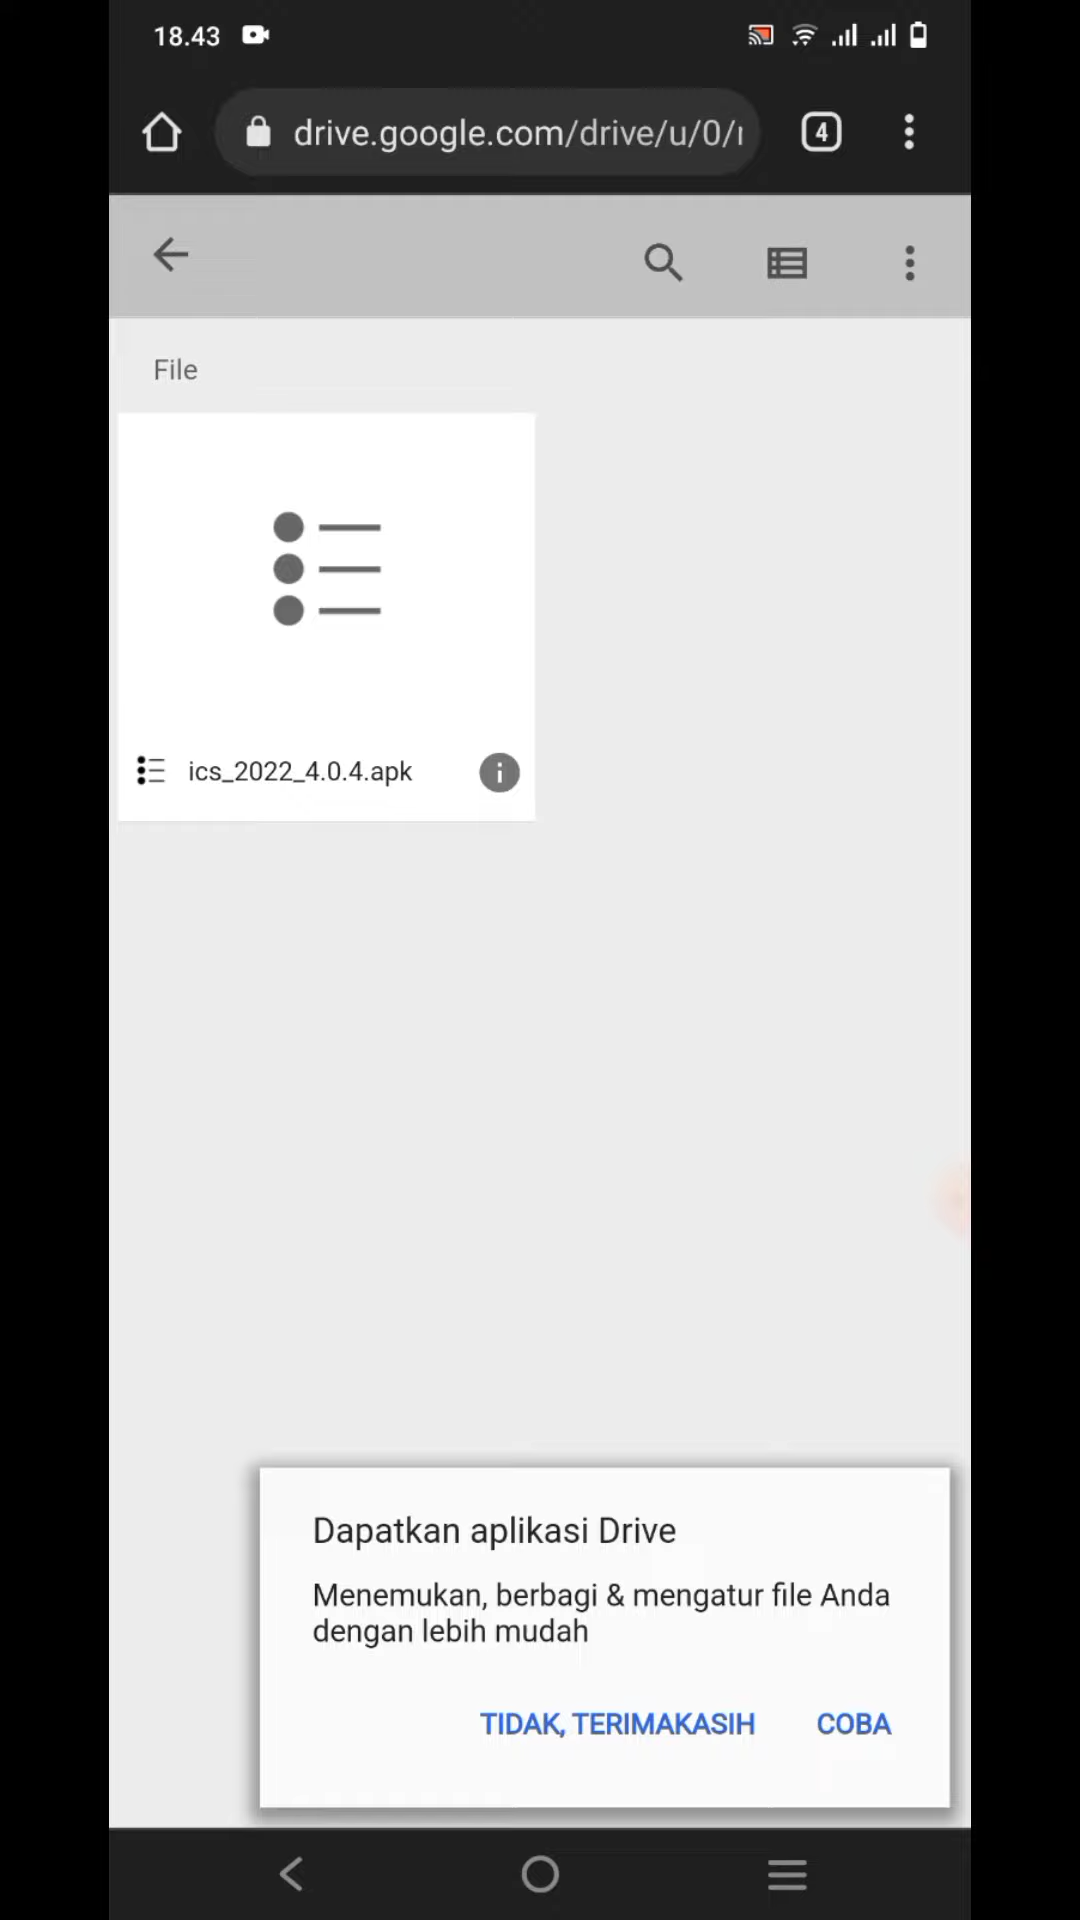 18.43
drive.google.com/drive/u/0/
4
File
ics_2022_4.0.4.apk
Dapatkan aplikasi Drive
Menemukan, berbagi & mengatur file Anda
dengan lebih mudah
TIDAK, TERIMAKASIH COBA